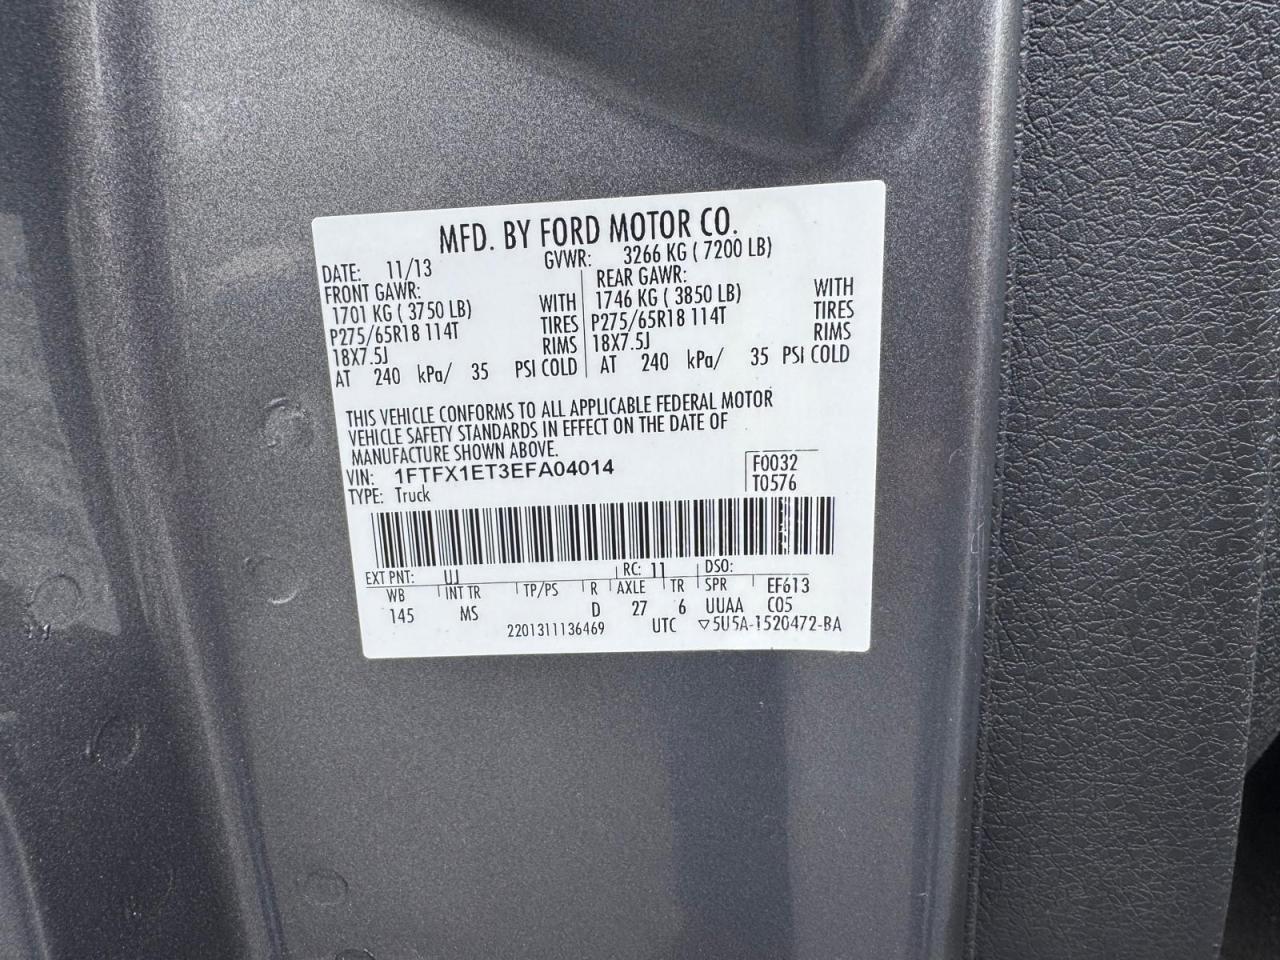 MFD. BY FORD MOTOR CO.
DATE: 11/13 GVWR: 3266 KG ( 7200 LB)
FRONT GAWR: REAR GAWR:
1701 KG ( 3750 LB) WITH 1746 KG ( 3850 LB) WITH
P275/65R18 114T TIRES P275/65R18 114T TIRES
18X7.5J RIMS 18X7.5J RIMS
AT 240 kPa/ 35 PSI COLD AT 240 kPa/ 35 PSI COLD
THIS VEHICLE CONFORMS TO ALL APPLICABLE FEDERAL MOTOR
VEHICLE SAFETY STANDARDS IN EFFECT ON THE DATE OF
MANUFACTURE SHOWN ABOVE.
VIN: 1FTFX1ET3EFA04014 F0032
TYPE: Truck T0576
EXT PNT: UJ RC: 11 DSO:
WB INT TR TP/PS R AXLE TR SPR EF613
145 MS D 27 6 UUAA C05
2201311136469 UTC ▽5U5A-1520472-BA